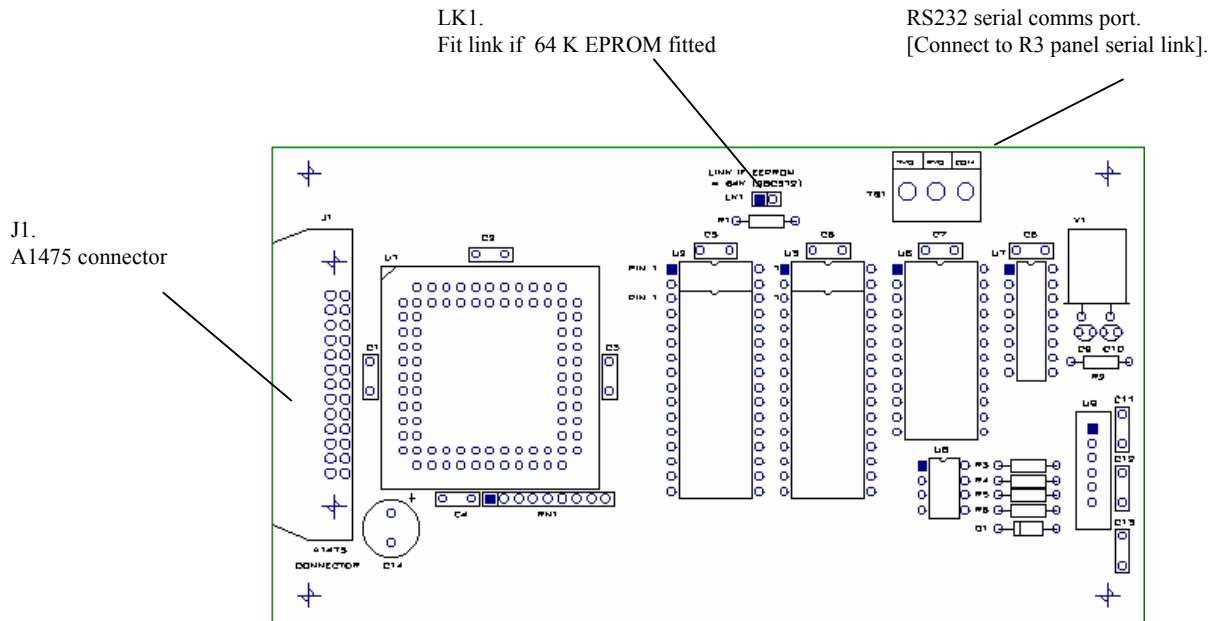 LK1.
Fit link if 64 K EPROM fitted
RS232 serial comms port.
[Connect to R3 panel serial link].
J1.
A1475 connector
LINK IF EEPROM
LK1
TB1
R1
J1
C2
U1
C5
C6
C7
C8
Y1
U2
U3
U6
U7
PIN 1
PIN 1
C1
C3
C9
C10
R2
U9
C11
C12
C13
U8
R3
R4
R5
R6
D1
C4
RN1
+
C14
A1475
CONNECTOR